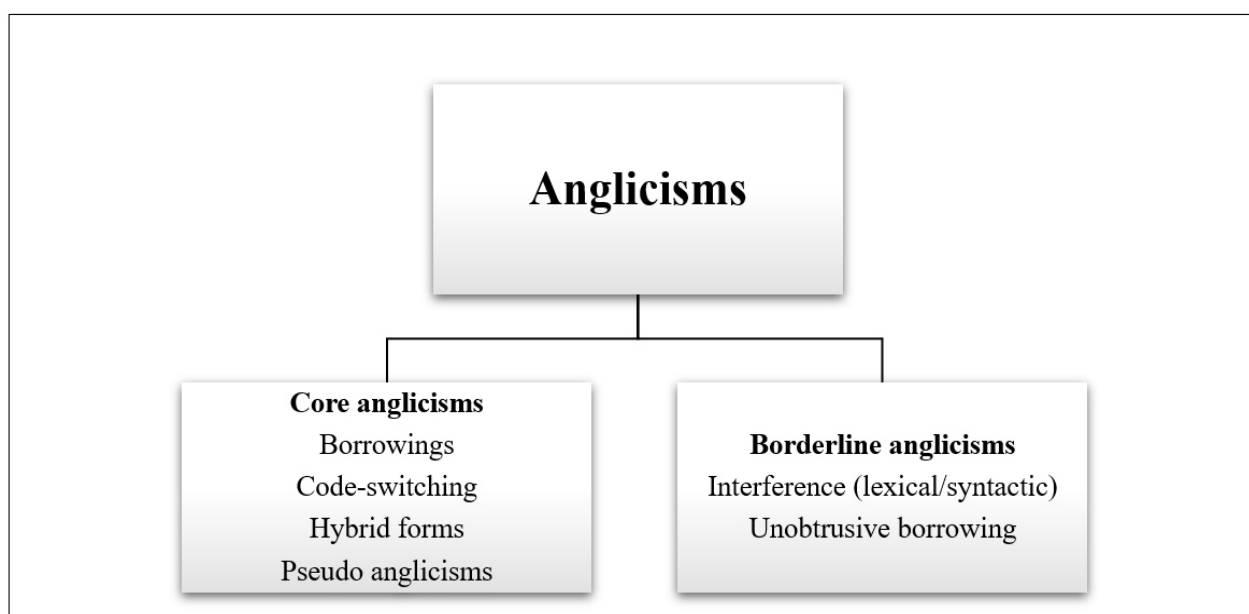 Anglicisms
Core anglicisms
Borrowings
Code-switching
Hybrid forms
Pseudo anglicisms
Borderline anglicisms
Interference (lexical/syntactic)
Unobtrusive borrowing